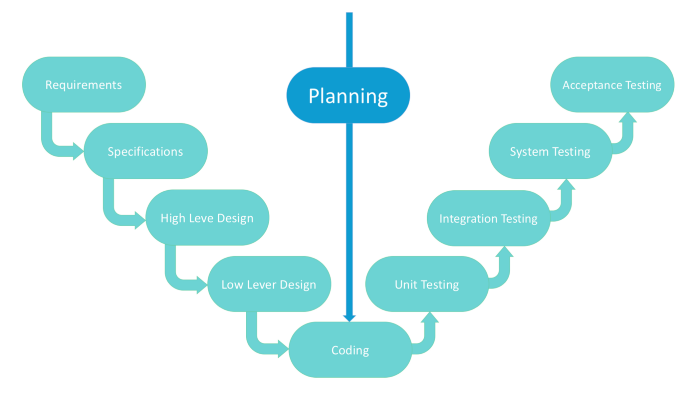 Requirements
Planning
Acceptance Testing
Specifications
System Testing
High Leve Design
Integration Testing
Low Lever Design
Unit Testing
Coding